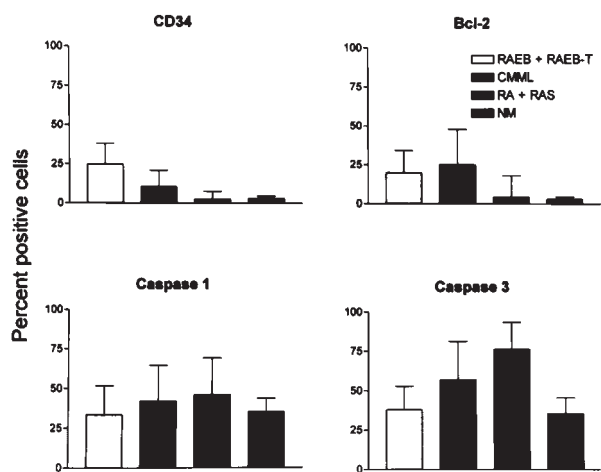 CD34
Bcl-2
Percent positive cells
100
75
50
25
0
100
75
50
25
0
RAEB + RAEB-T
CMML
RA + RAS
NM
Caspase 1
Caspase 3
100
75
50
25
0
100
75
50
25
0